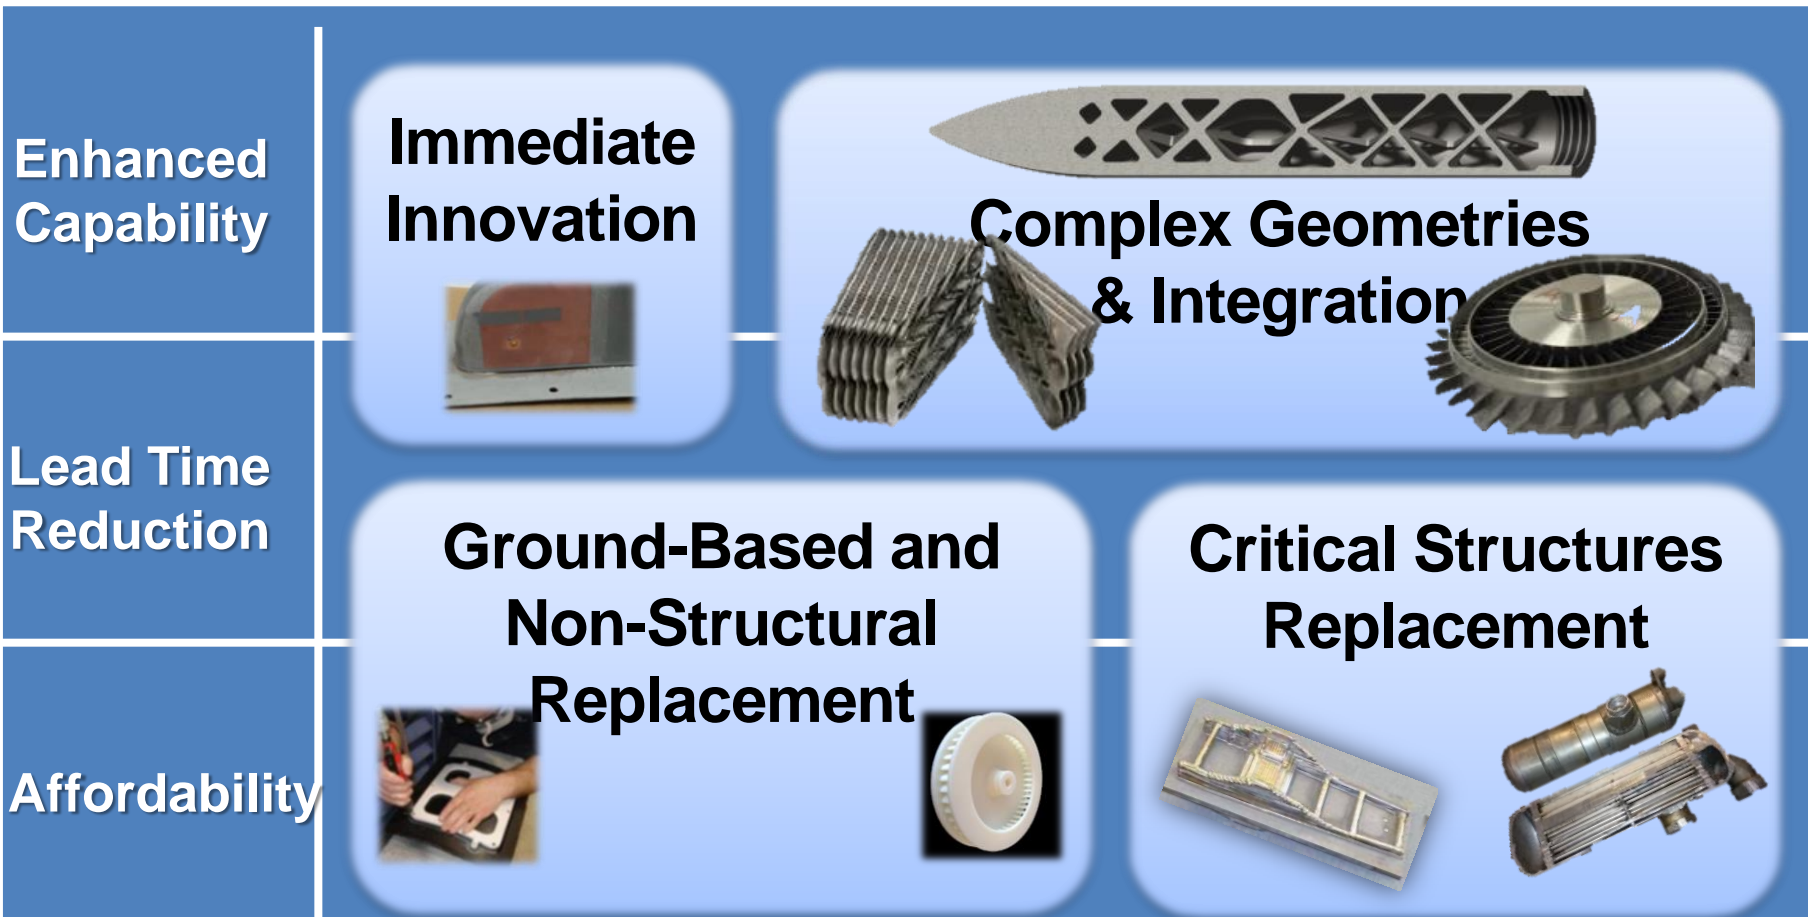 Enhanced
Capability
Immediate
Innovation
Complex Geometries
& Integration
Lead Time
Reduction
Ground-Based and
Non-Structural
Replacement
Critical Structures
Replacement
Affordability